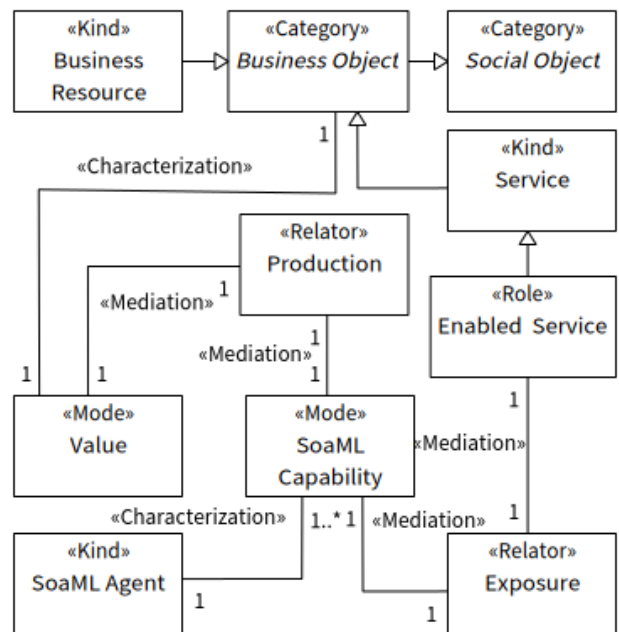 «Kind»
Business
Resource
«Category»
Business Object
«Category»
Social Object
1
«Characterization»
«Kind»
Service
«Relator»
Production
«Mediation»
1
«Role»
Enabled Service
1
«Mediation»
1
1
1
1
«Mode»
Value
«Mode»
SoaML
Capability
«Mediation»
«Characterization»
1..*
1
«Mediation»
1
«Kind»
SoaML Agent
1
«Relator»
Exposure
1